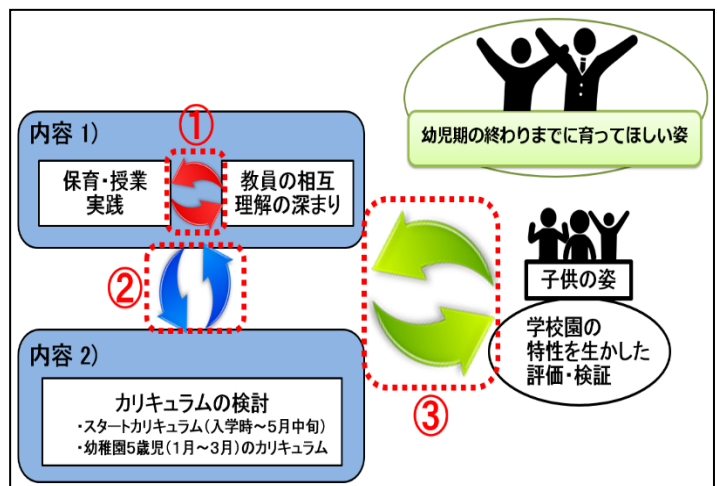 幼児期の終わりまでに育ってほしい姿
①
内容 1)
保育・授業
実践
教員の相互
理解の深まり
②
子供の姿
学校園の
特性を生かした
評価・検証
③
内容 2)
カリキュラムの検討
・スタートカリキュラム(入学時~5月中旬)
・幼稚園5歳児(1月~3月)のカリキュラム